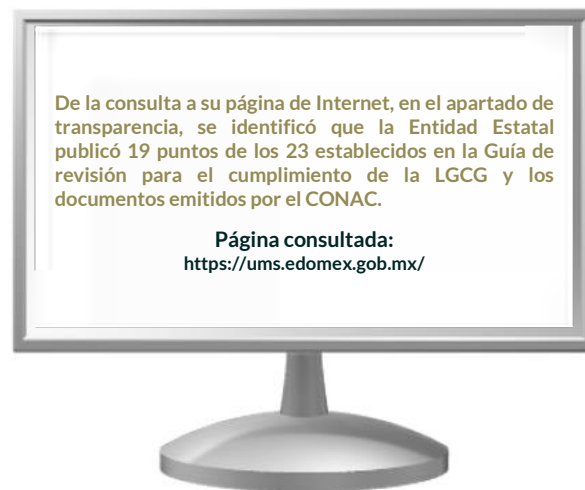 De la consulta a su página de Internet, en el apartado de
transparencia, se identificó que la Entidad Estatal
publicó 19 puntos de los 23 establecidos en la Guía de
revisión para el cumplimiento de la LGCG y los
documentos emitidos por el CONAC.
Página consultada:
https://ums.edomex.gob.mx/